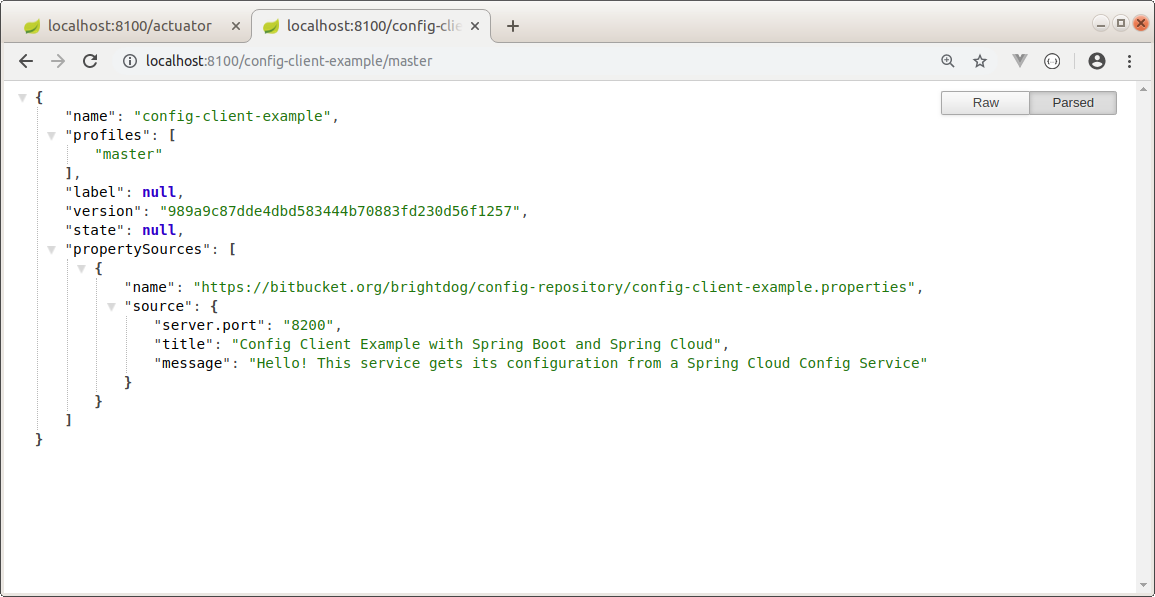 localhost:8100/actuator
localhost:8100/config-clie
localhost:8100/config-client-example/master
Raw
Parsed
{
"name": "config-client-example",
"profiles": [
"master"
],
"label": null,
"version": "989a9c87dde4dbd583444b70883fd230d56f1257",
"state": null,
"propertySources": [
{
"name": "https://bitbucket.org/brightdog/config-repository/config-client-example.properties",
"source": {
"server.port": "8200",
"title": "Config Client Example with Spring Boot and Spring Cloud",
"message": "Hello! This service gets its configuration from a Spring Cloud Config Service"
}
}
]
}